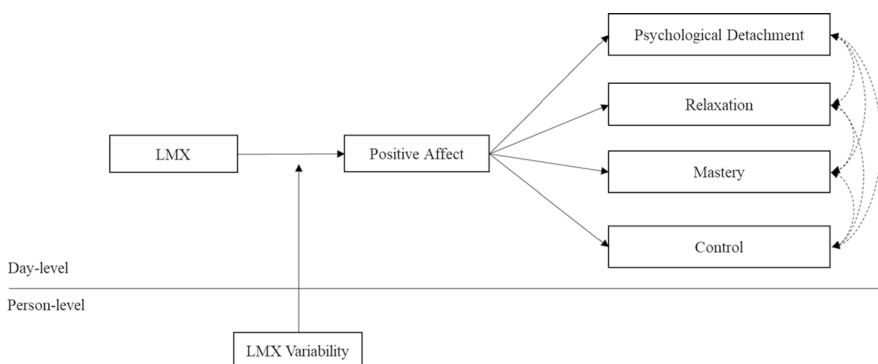 Psychological Detachment
Relaxation
LMX
Positive Affect
Mastery
Control
Day-level
Person-level
LMX Variability